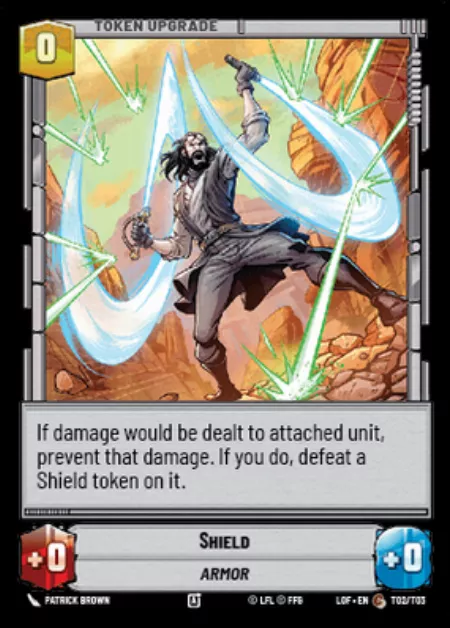 TOKEN UPGRADE
0
If damage would be dealt to attached unit,
prevent that damage. If you do, defeat a
Shield token on it.
+0
SHIELD
+0
ARMOR
PATRICK BROWN
A
© LFL © FFG
LOF • EN
T02/T03